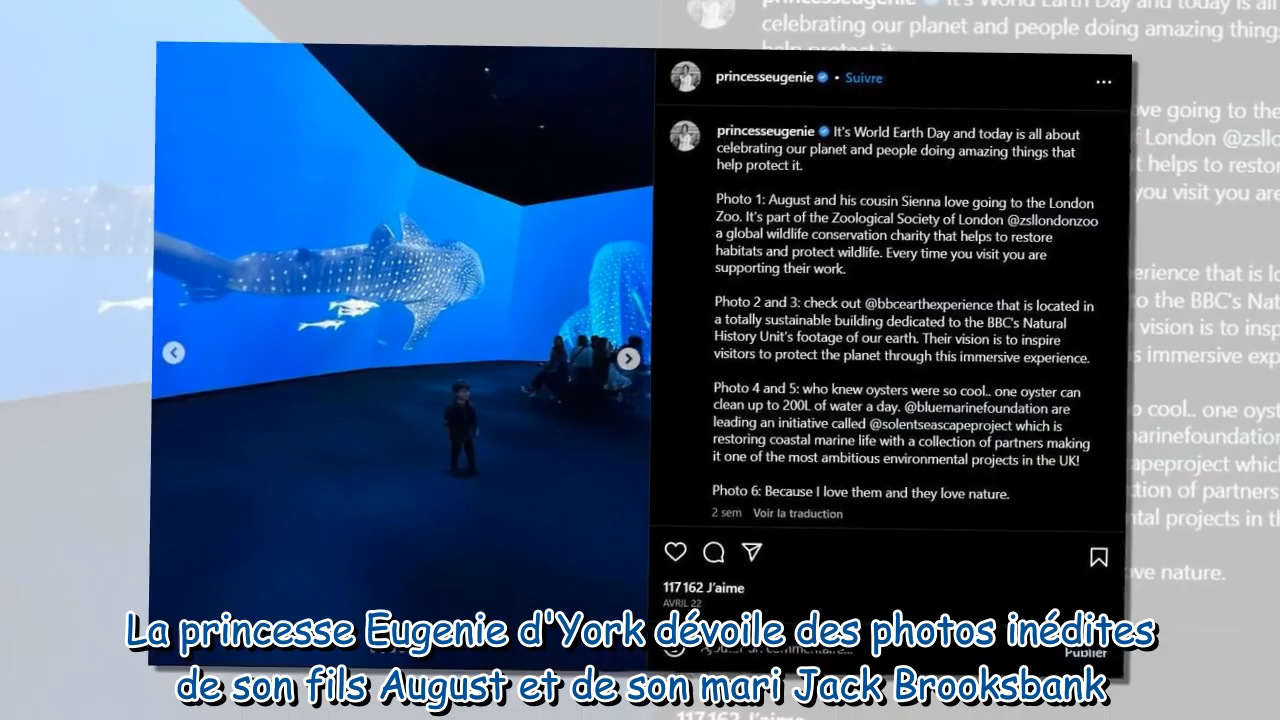 princesseugenie • Suivre
princesseugenie It's World Earth Day and today is all about
celebrating our planet and people doing amazing things that
help protect it.
Photo 1: August and his cousin Sienna love going to the London
Zoo. It's part of the Zoological Society of London @zsllondonzoo
a global wildlife conservation charity that helps to restore
habitats and protect wildlife. Every time you visit you are
supporting their work.
Photo 2 and 3: check out @bbcearthexperience that is located in
a totally sustainable building dedicated to the BBC's Natural
History Unit's footage of our earth. Their vision is to inspire
visitors to protect the planet through this immersive experience.
Photo 4 and 5: who knew oysters were so cool.. one oyster can
clean up to 200L of water a day. @bluemarinefoundation are
leading an initiative called @solentseascapeproject which is
restoring coastal marine life with a collection of partners making
it one of the most ambitious environmental projects in the UK!
Photo 6: Because I love them and they love nature.
2 sem Voir la traduction
117 162 J'aime
AVRIL 22
Publier
La princesse Eugenie d'York dévoile des photos inédites
de son fils August et de son mari Jack Brooksbank